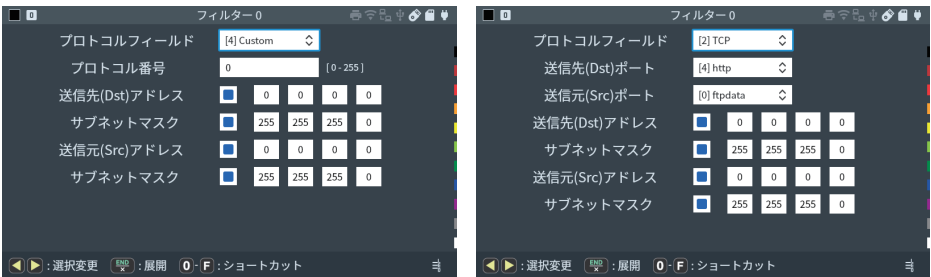 0 フィルター 0
プロトコルフィールド [4] Custom
プロトコル番号 0 [ 0 - 255 ]
送信先(Dst)アドレス 0 0 0 0
サブネットマスク 255 255 255 0
送信元(Src)アドレス 0 0 0 0
サブネットマスク 255 255 255 0
:選択変更 END × :展開 0 - F :ショートカット
0 フィルター 0
プロトコルフィールド [2] TCP
送信先(Dst)ポート [4] http
送信元(Src)ポート [0] ftpdata
送信先(Dst)アドレス 0 0 0 0
サブネットマスク 255 255 255 0
送信元(Src)アドレス 0 0 0 0
サブネットマスク 255 255 255 0
:選択変更 END × :展開 0 - F :ショートカット